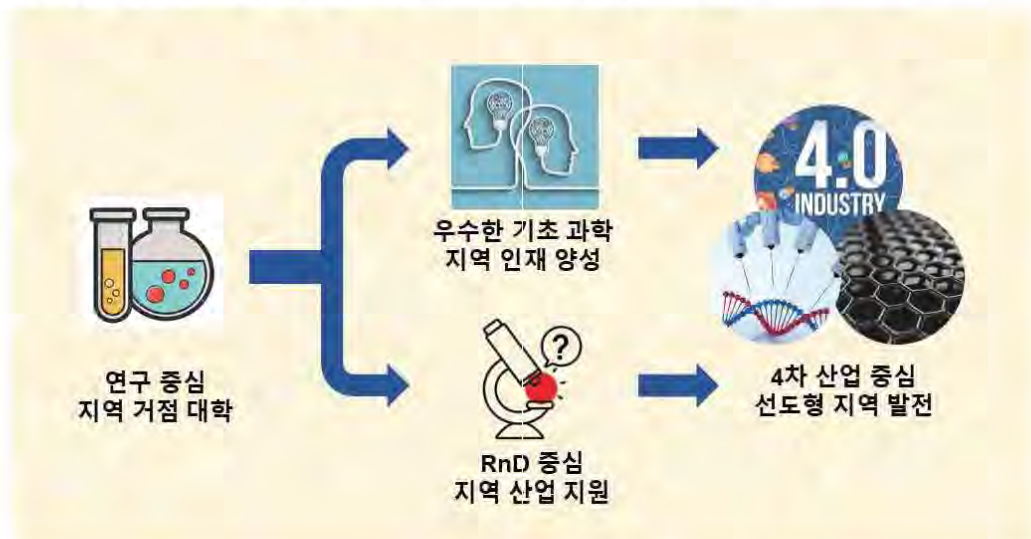 4.0
INDUSTRY
우수한 기초 과학
지역 인재 양성
연구 중심
지역 거점 대학
?
RnD 중심
지역 산업 지원
4차 산업 중심
선도형 지역 발전